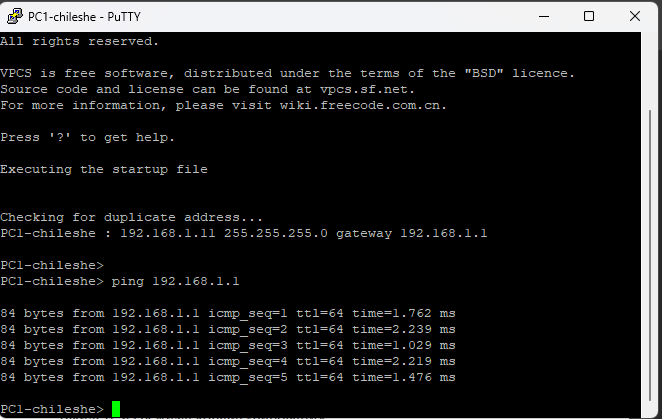 PC1-chileshe - PuTTY
All rights reserved.
VPCS is free software, distributed under the terms of the "BSD" licence.
Source code and license can be found at vpcs.sf.net.
For more information, please visit wiki.freecode.com.cn.
Press '?' to get help.
Executing the startup file
Checking for duplicate address...
PC1-chileshe : 192.168.1.11 255.255.255.0 gateway 192.168.1.1
PC1-chileshe>
PC1-chileshe> ping 192.168.1.1
84 bytes from 192.168.1.1 icmp_seq=1 ttl=64 time=1.762 ms
84 bytes from 192.168.1.1 icmp_seq=2 ttl=64 time=2.239 ms
84 bytes from 192.168.1.1 icmp_seq=3 ttl=64 time=1.029 ms
84 bytes from 192.168.1.1 icmp_seq=4 ttl=64 time=2.219 ms
84 bytes from 192.168.1.1 icmp_seq=5 ttl=64 time=1.476 ms
PC1-chileshe>